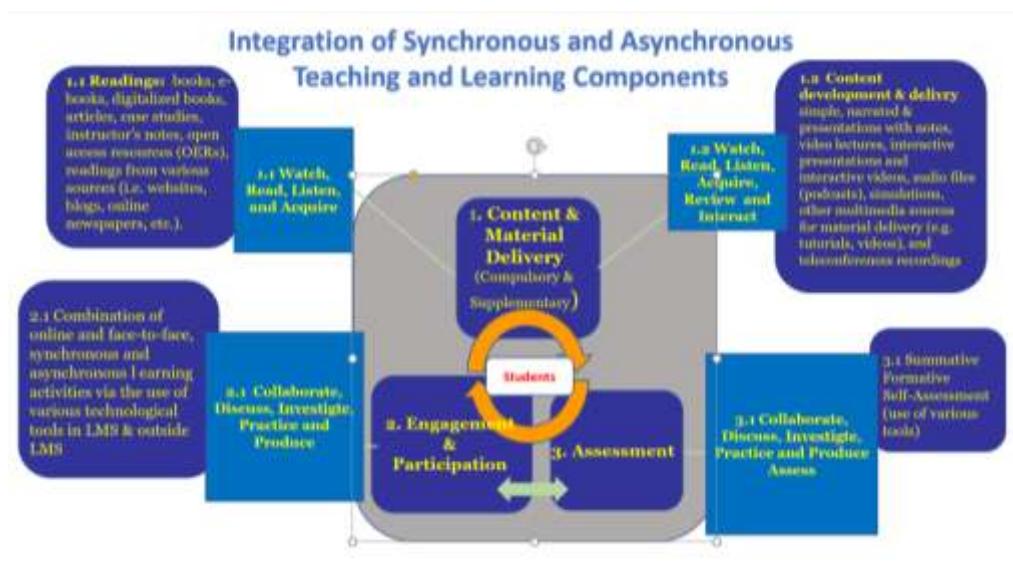 Integration of Synchronous and Asynchronous
Teaching and Learning Components
1.1 Readings: books, e-
books, digitalized books,
articles, case studies,
instructor's notes, open
access resources (OERs),
readings from various
sources (i.e. websites,
blogs, online
newspapers, etc.).
1.1 Watch,
Read, Listen,
and Acquire
1. Content &
Material
Delivery
(Compulsory &
Supplementary)
1.2 Watch,
Read, Listen,
Acquire,
Review and
Interact
1.2 Content
development & delivry
simple, narrated &
presentations with notes,
video lectures, interactive
presentations and
interactive videos, audio files
(podcasts), simulations,
other multimedia sources
for material delivery (e.g.
tutorials, videos), and
teleconferences recordings
2.1 Combination of
online and face-to-face,
synchronous and
asynchronous l earning
activities via the use of
various technological
tools in LMS & outside
LMS
2.1 Collaborate,
Discuss, Investigte,
Practice and
Produce
Students
2. Engagement
&
Participation
3. Assessment
3.1 Collaborate,
Discuss, Investigte,
Practice and Produce
Assess
3.1 Summative
Formative
Self-Assessment
(use of various
tools)